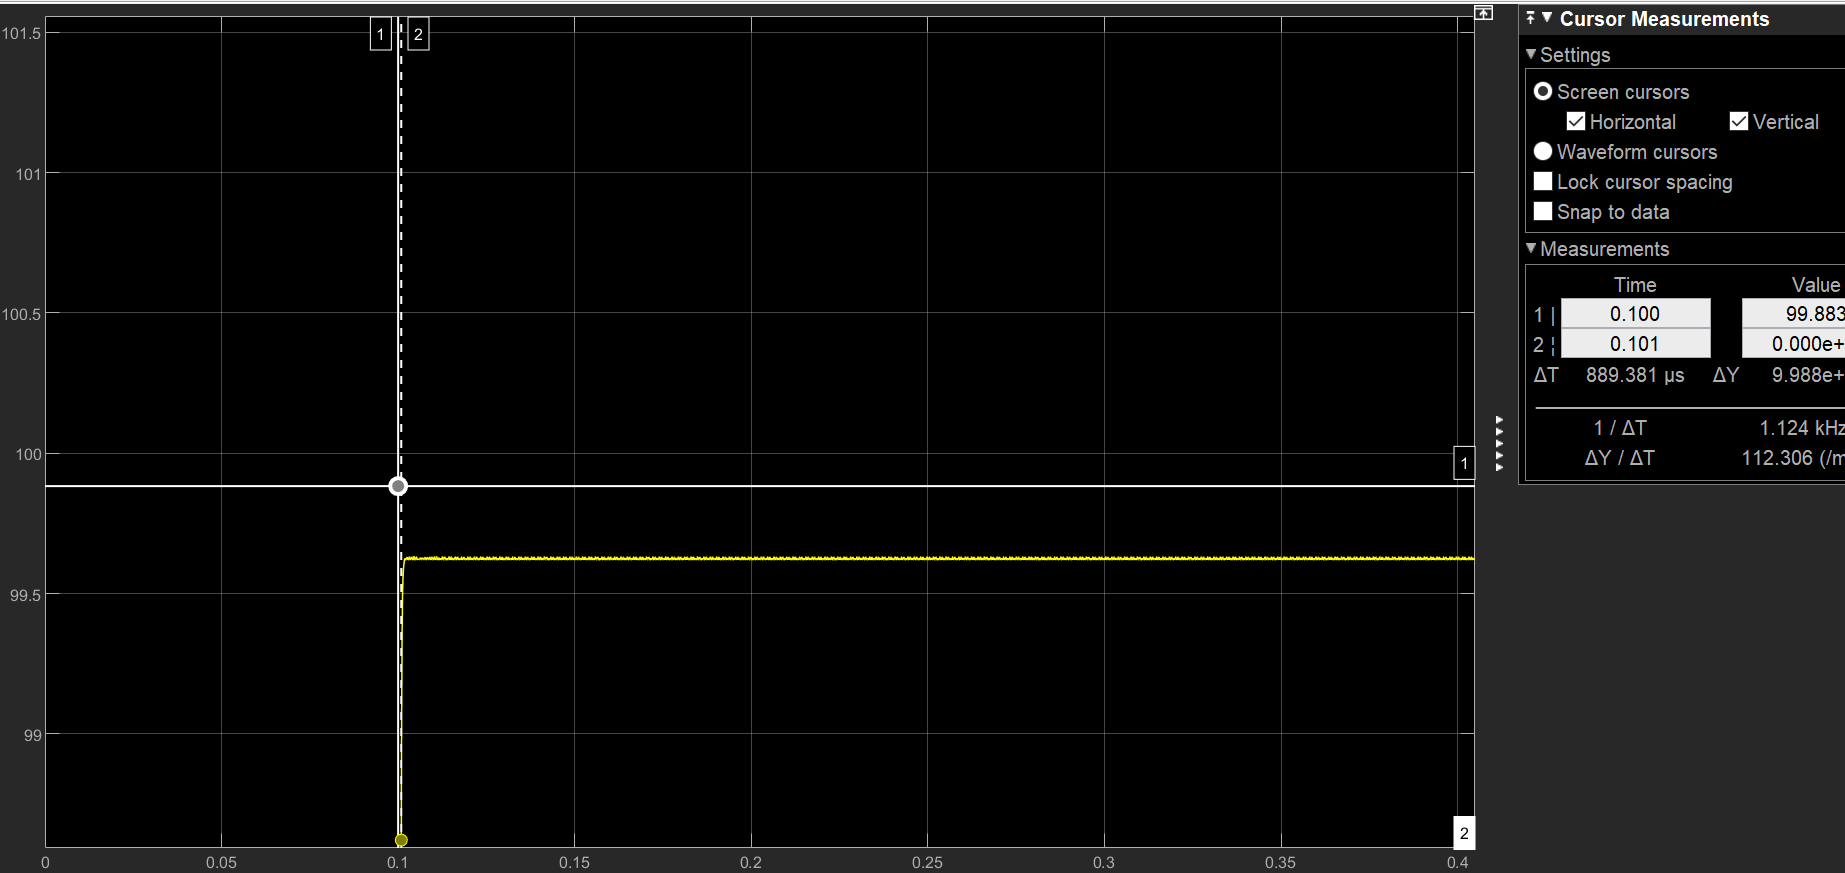 Cursor Measurements
Settings
Screen cursors
Horizontal Vertical
Waveform cursors
Lock cursor spacing
Snap to data
Measurements
Time Value
1 | 0.100 99.883
2 ¦ 0.101 0.000e+
ΔT 889.381 µs ΔY 9.988e+
1 / ΔT 1.124 kHz
ΔY / ΔT 112.306 (/m
1 2
101.5
101
100.5
100
99.5
99
1
2
0 0.05 0.1 0.15 0.2 0.25 0.3 0.35 0.4